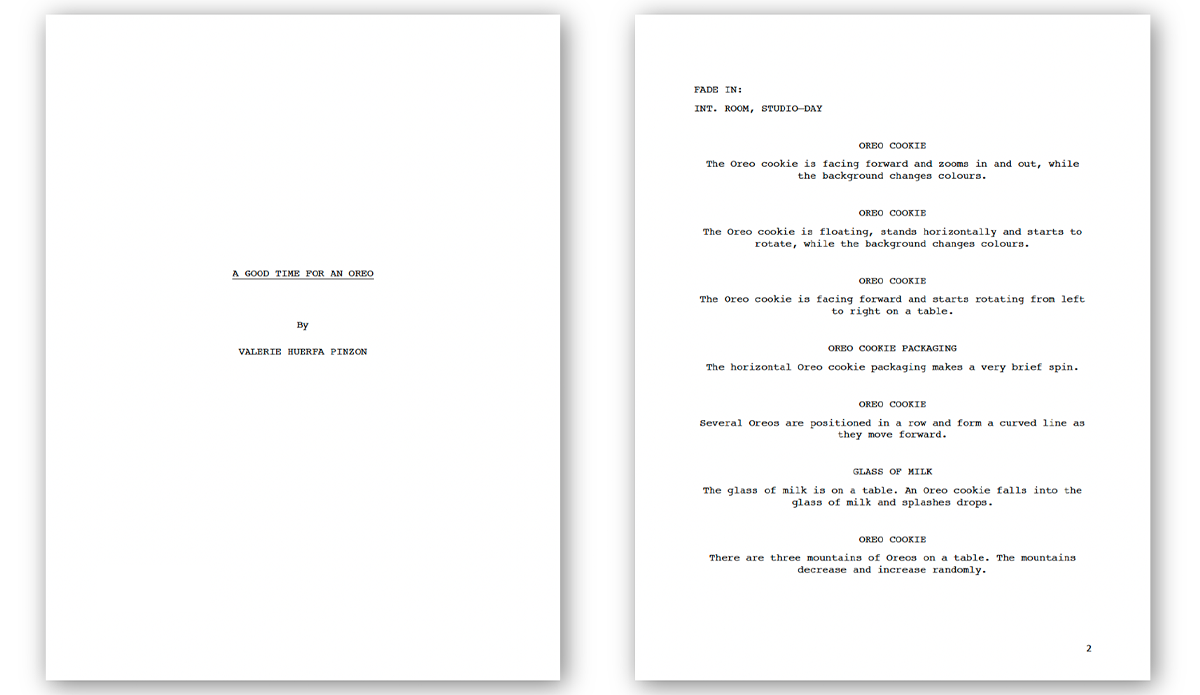 A GOOD TIME FOR AN OREO
By
VALERIE HUERFA PINZON
FADE IN:
INT. ROOM, STUDIO—DAY
OREO COOKIE
The Oreo cookie is facing forward and zooms in and out, while
the background changes colours.
OREO COOKIE
The Oreo cookie is floating, stands horizontally and starts to
rotate, while the background changes colours.
OREO COOKIE
The Oreo cookie is facing forward and starts rotating from left
to right on a table.
OREO COOKIE PACKAGING
The horizontal Oreo cookie packaging makes a very brief spin.
OREO COOKIE
Several Oreos are positioned in a row and form a curved line as
they move forward.
GLASS OF MILK
The glass of milk is on a table. An Oreo cookie falls into the
glass of milk and splashes drops.
OREO COOKIE
There are three mountains of Oreos on a table. The mountains
decrease and increase randomly.
2